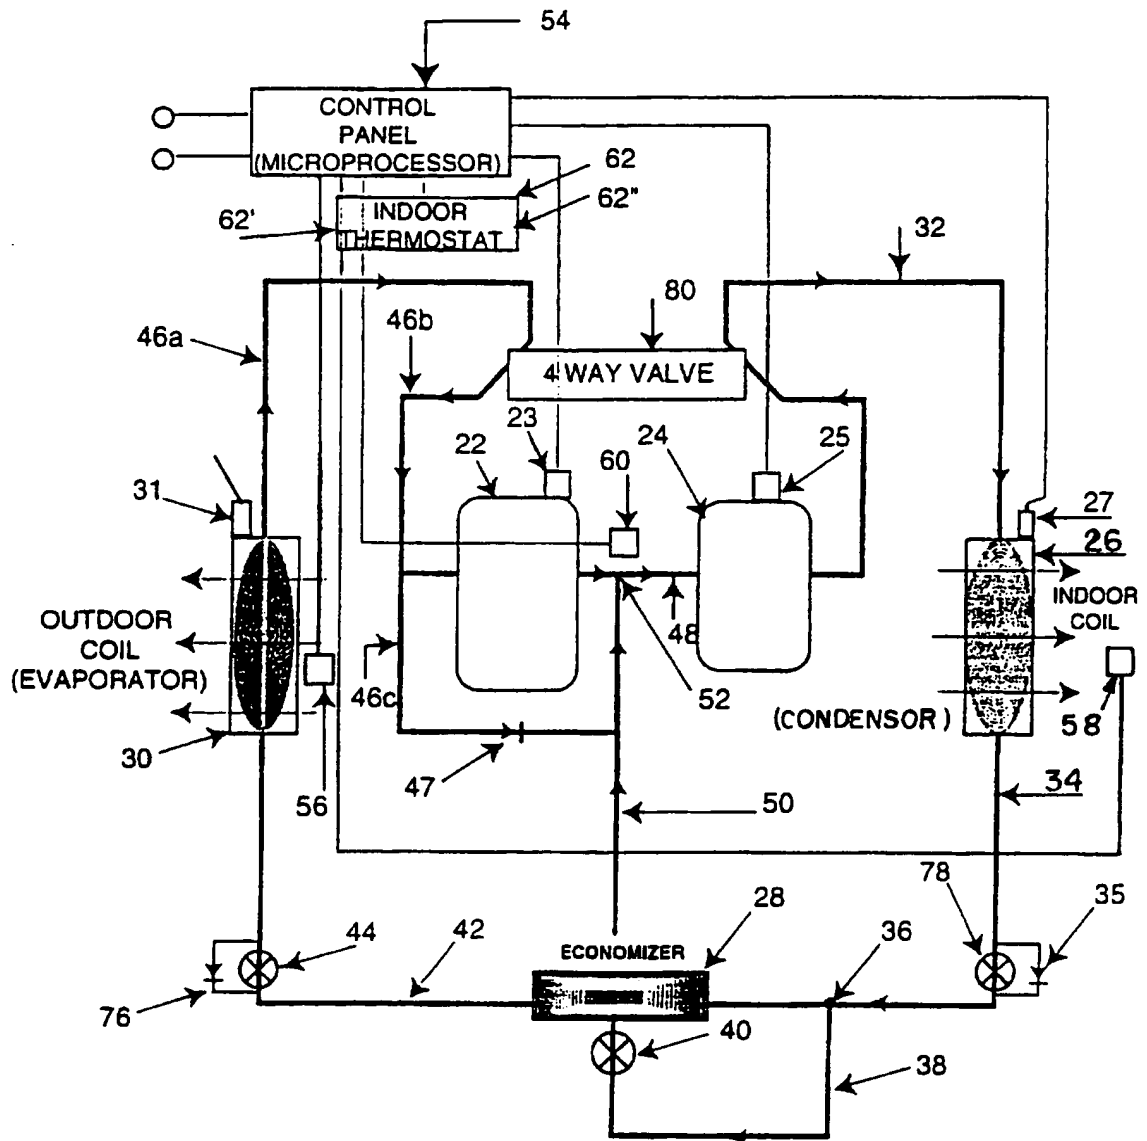 54
CONTROL
PANEL
(MICROPROCESSOR)
62
62'
62"
INDOOR
THERMOSTAT
32
80
46a
46b
4 WAY VALVE
23
22
60
24
25
31
27
26
OUTDOOR
COIL
(EVAPORATOR)
INDOOR
COIL
48
46c
52
(CONDENSOR)
58
30
56
47
50
34
78
35
28
36
44
42
ECONOMIZER
76
40
38